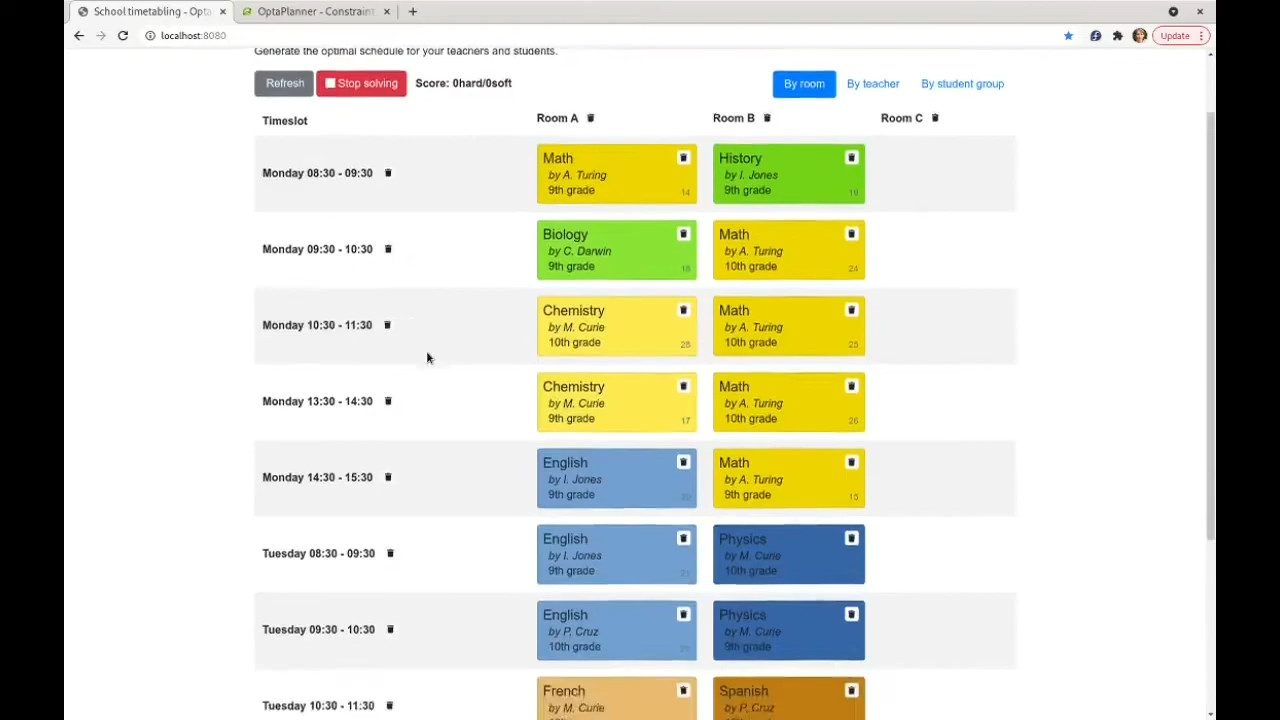 School timetabling - Opta
OptaPlanner - Constraint
localhost:8080
Update
Generate the optimal schedule for your teachers and students.
Refresh
Stop solving
Score: 0hard/0soft
By room
By teacher
By student group
Timeslot
Room A
Room B
Room C
Monday 08:30 - 09:30
Math
by A. Turing
9th grade
14
History
by I. Jones
9th grade
Monday 09:30 - 10:30
Biology
by C. Darwin
9th grade
Math
by A. Turing
10th grade
24
Monday 10:30 - 11:30
Chemistry
by M. Curie
10th grade
28
Math
by A. Turing
10th grade
25
Monday 13:30 - 14:30
Chemistry
by M. Curie
9th grade
17
Math
by A. Turing
10th grade
26
Monday 14:30 - 15:30
English
by I. Jones
9th grade
Math
by A. Turing
9th grade
15
Tuesday 08:30 - 09:30
English
by I. Jones
9th grade
Physics
by M. Curie
10th grade
Tuesday 09:30 - 10:30
English
by P. Cruz
10th grade
Physics
by M. Curie
9th grade
Tuesday 10:30 - 11:30
French
by M. Curie
Spanish
by P. Cruz